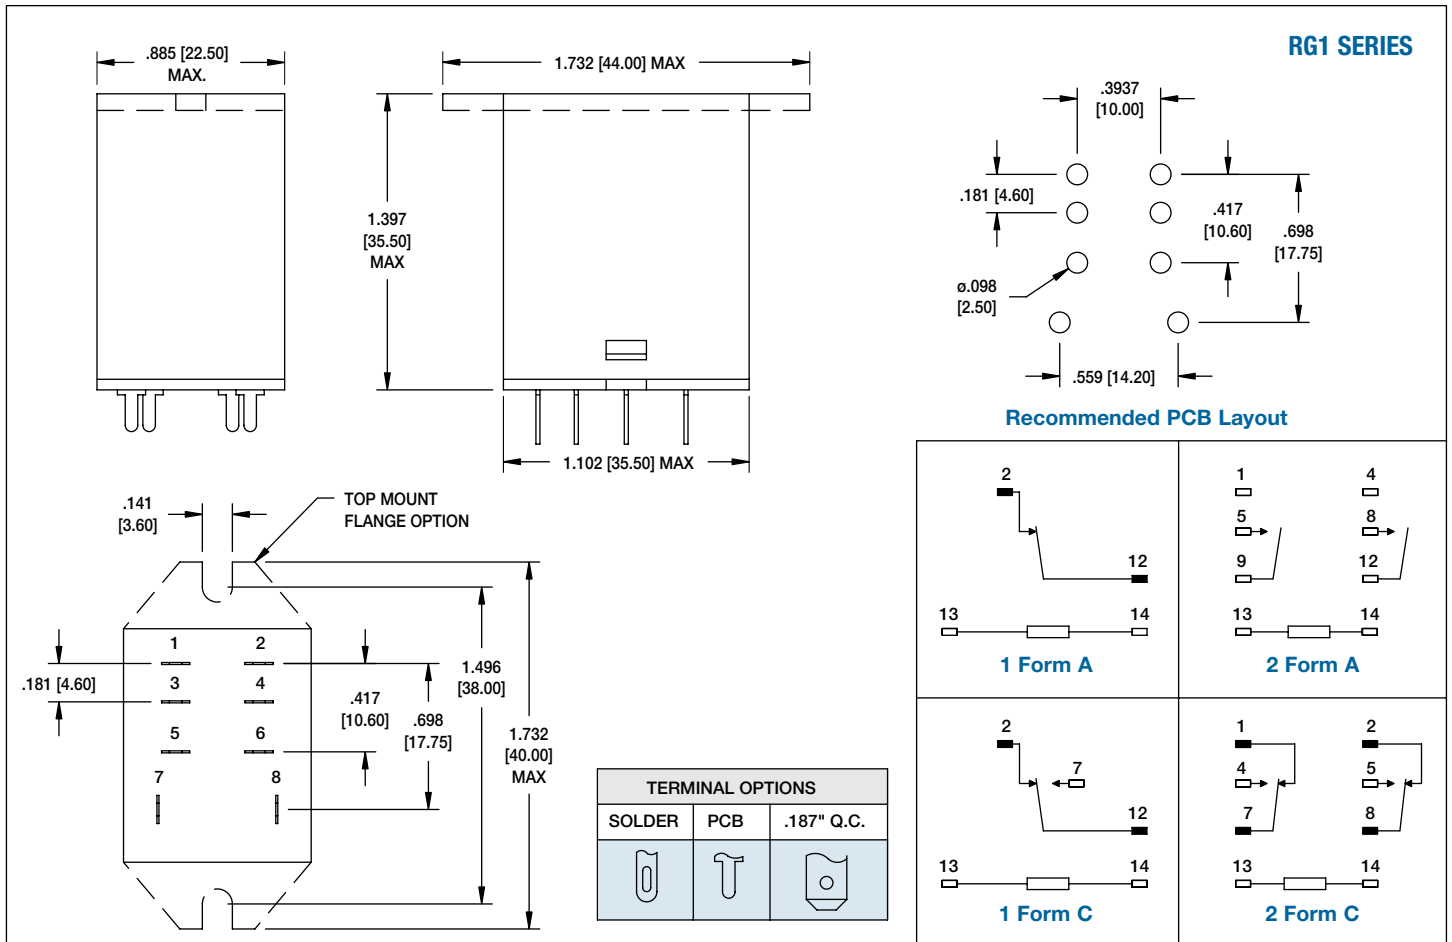 RG1 SERIES
.885 [22.50]
MAX.
1.732 [44.00] MAX
1.397
[35.50]
MAX
1.102 [35.50] MAX
.3937
[10.00]
.181 [4.60]
.417
[10.60]
.698
[17.75]
ø.098
[2.50]
.559 [14.20]
Recommended PCB Layout
.141
[3.60]
TOP MOUNT
FLANGE OPTION
1 2
3 4
5 6
7 8
.181 [4.60]
.417
[10.60]
.698
[17.75]
1.496
[38.00]
1.732
[40.00]
MAX
TERMINAL OPTIONS
SOLDER PCB .187" Q.C.
2
12
13 14
1 Form A
1 4
5 8
9 12
13 14
2 Form A
2
7
12
13 14
1 Form C
1 2
4 5
7 8
13 14
2 Form C